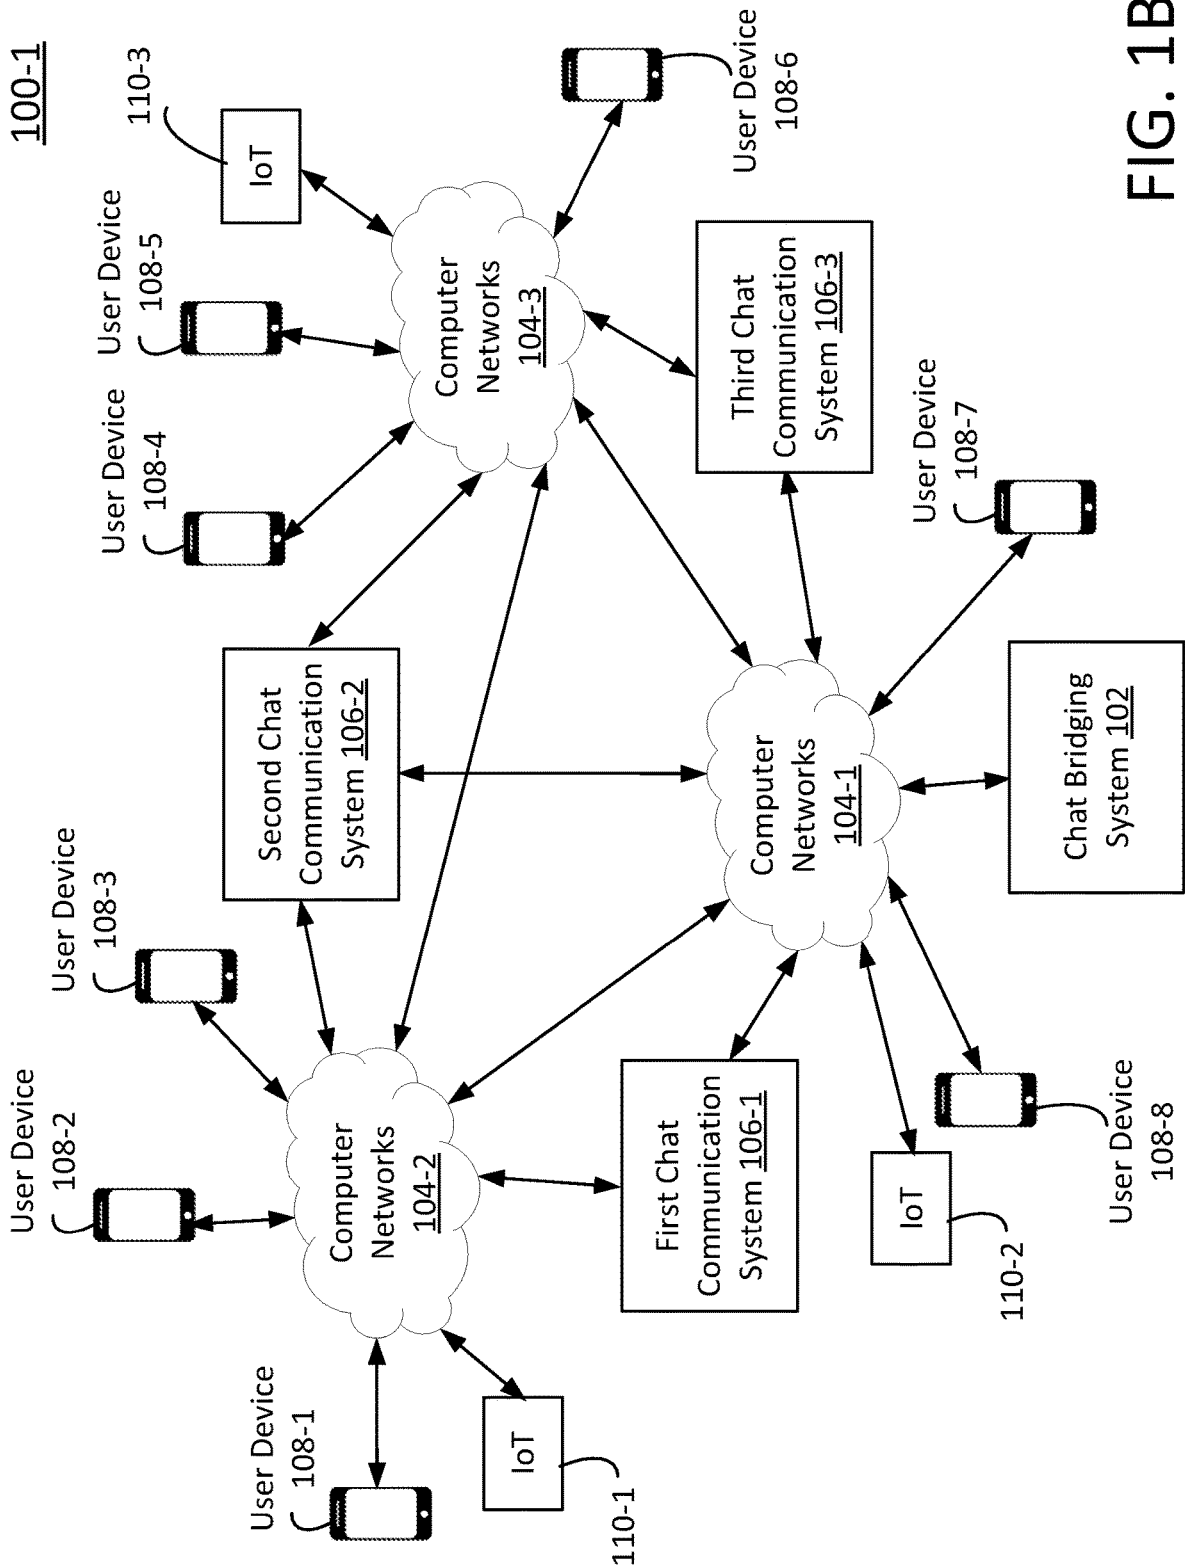 100-1
User Device
108-1
User Device
108-2
User Device
108-3
User Device
108-4
User Device
108-5
110-3
IoT
Computer
Networks
104-2
Second Chat
Communication
System 106-2
Computer
Networks
104-3
User Device
108-6
IoT
110-1
First Chat
Communication
System 106-1
Computer
Networks
104-1
Third Chat
Communication
System 106-3
User Device
108-7
IoT
110-2
User Device
108-8
Chat Bridging
System 102
FIG. 1B